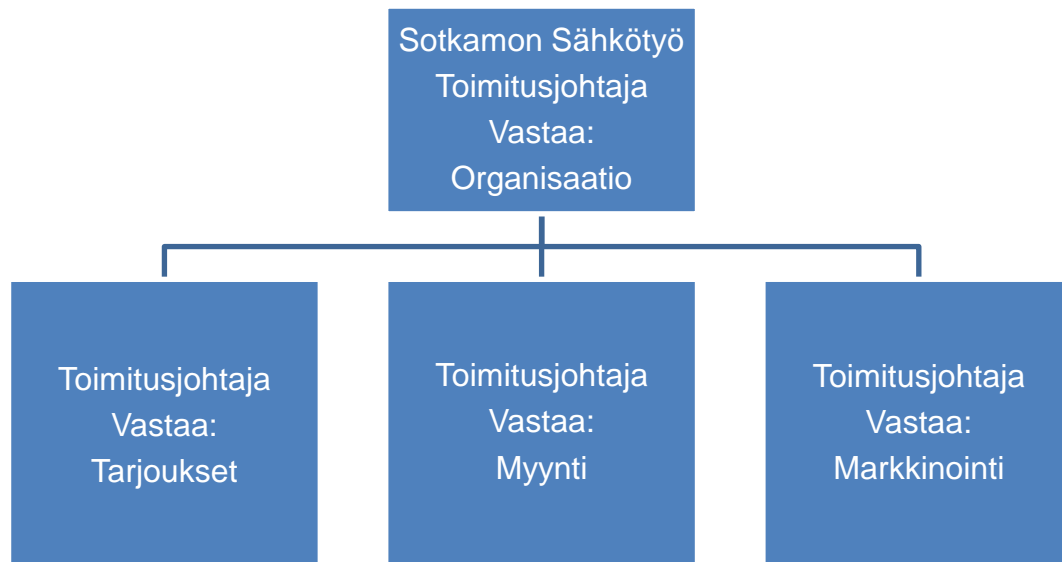 Sotkamon Sähkötyö
Toimitusjohtaja
Vastaa:
Organisaatio
Toimitusjohtaja
Vastaa:
Tarjoukset
Toimitusjohtaja
Vastaa:
Myynti
Toimitusjohtaja
Vastaa:
Markkinointi